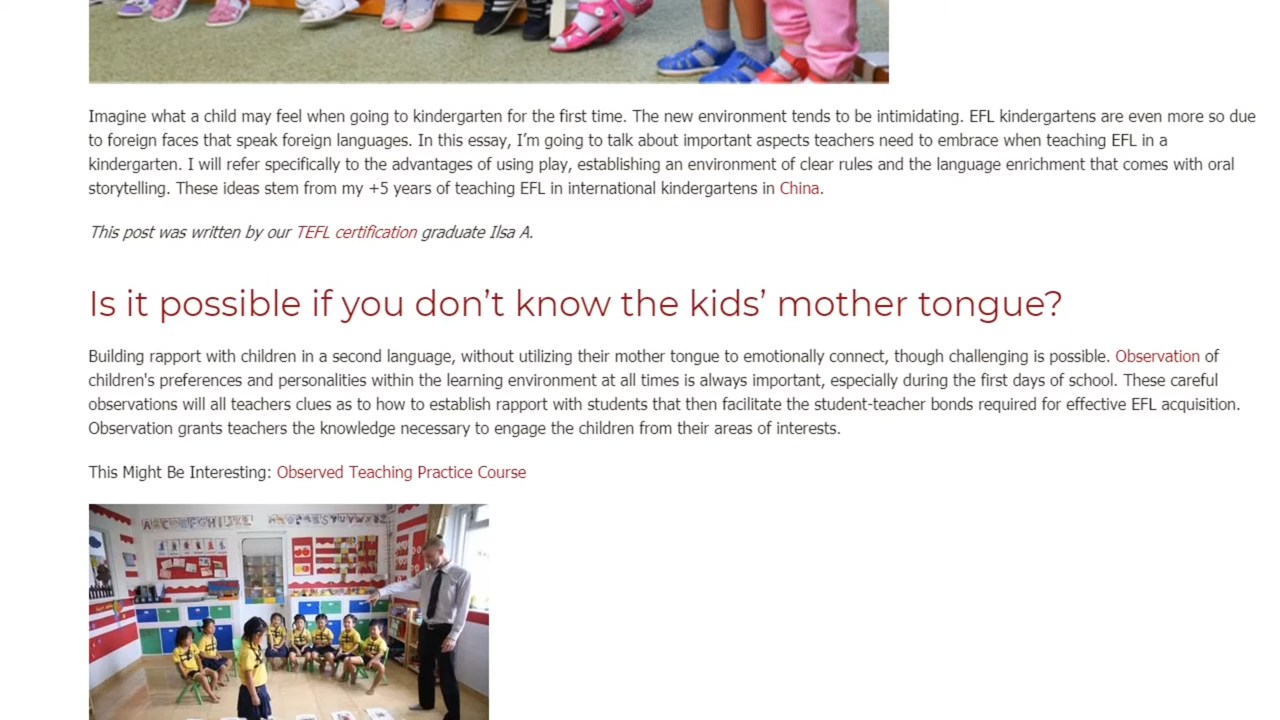 Imagine what a child may feel when going to kindergarten for the first time. The new environment tends to be intimidating. EFL kindergartens are even more so due
to foreign faces that speak foreign languages. In this essay, I'm going to talk about important aspects teachers need to embrace when teaching EFL in a
kindergarten. I will refer specifically to the advantages of using play, establishing an environment of clear rules and the language enrichment that comes with oral
storytelling. These ideas stem from my +5 years of teaching EFL in international kindergartens in China.
This post was written by our TEFL certification graduate Ilsa A.
Is it possible if you don't know the kids' mother tongue?
Building rapport with children in a second language, without utilizing their mother tongue to emotionally connect, though challenging is possible. Observation of
children's preferences and personalities within the learning environment at all times is always important, especially during the first days of school. These careful
observations will all teachers clues as to how to establish rapport with students that then facilitate the student-teacher bonds required for effective EFL acquisition.
Observation grants teachers the knowledge necessary to engage the children from their areas of interests.
This Might Be Interesting: Observed Teaching Practice Course